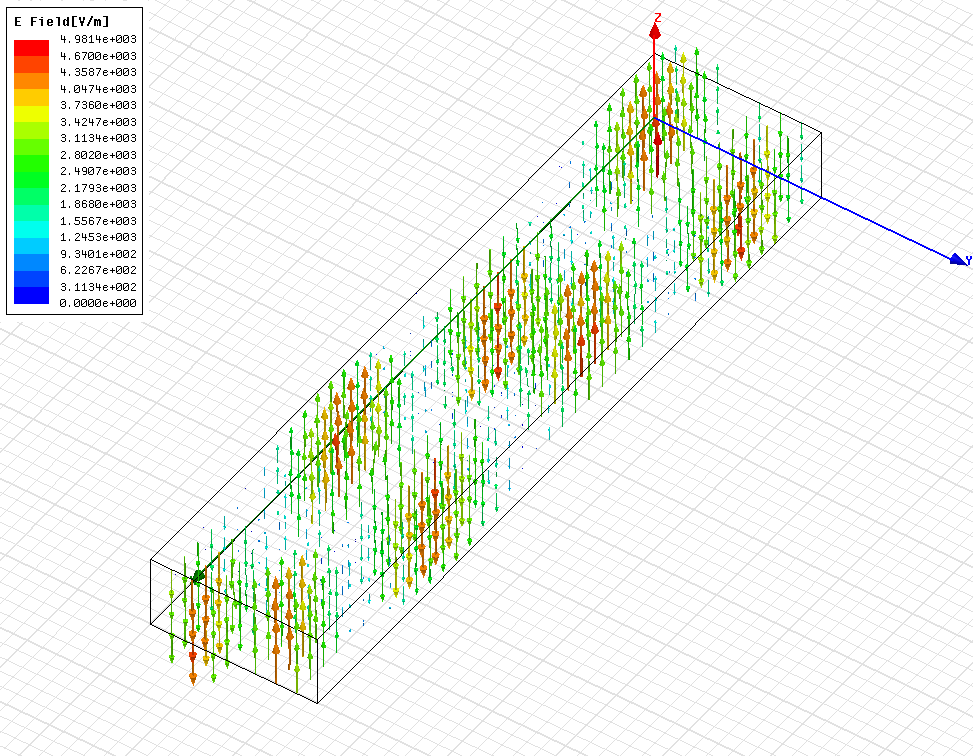 E Field[V/m]
4.9814e+003
4.6700e+003
4.3587e+003
4.0474e+003
3.7360e+003
3.4247e+003
3.1134e+003
2.8020e+003
2.4907e+003
2.1793e+003
1.8680e+003
1.5567e+003
1.2453e+003
9.3401e+002
6.2267e+002
3.1134e+002
0.0000e+000
Z
Y